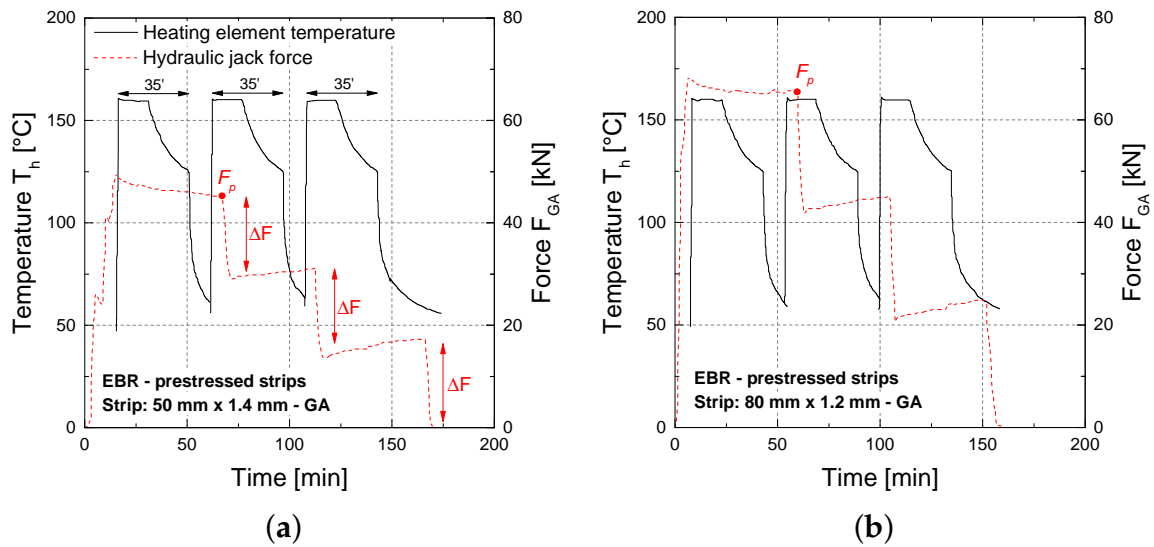 Heating element temperature
Hydraulic jack force
35' 35' 35'
F_p
ΔF
ΔF
ΔF
EBR - prestressed strips
Strip: 50 mm x 1.4 mm - GA
200
150
100
50
0
Temperature T_h [°C]
80
60
40
20
0
Force F_GA [kN]
0 50 100 150 200
Time [min]
(a)
F_p
EBR - prestressed strips
Strip: 80 mm x 1.2 mm - GA
200
150
100
50
0
Temperature T_h [°C]
80
60
40
20
0
Force F_GA [kN]
0 50 100 150 200
Time [min]
(b)